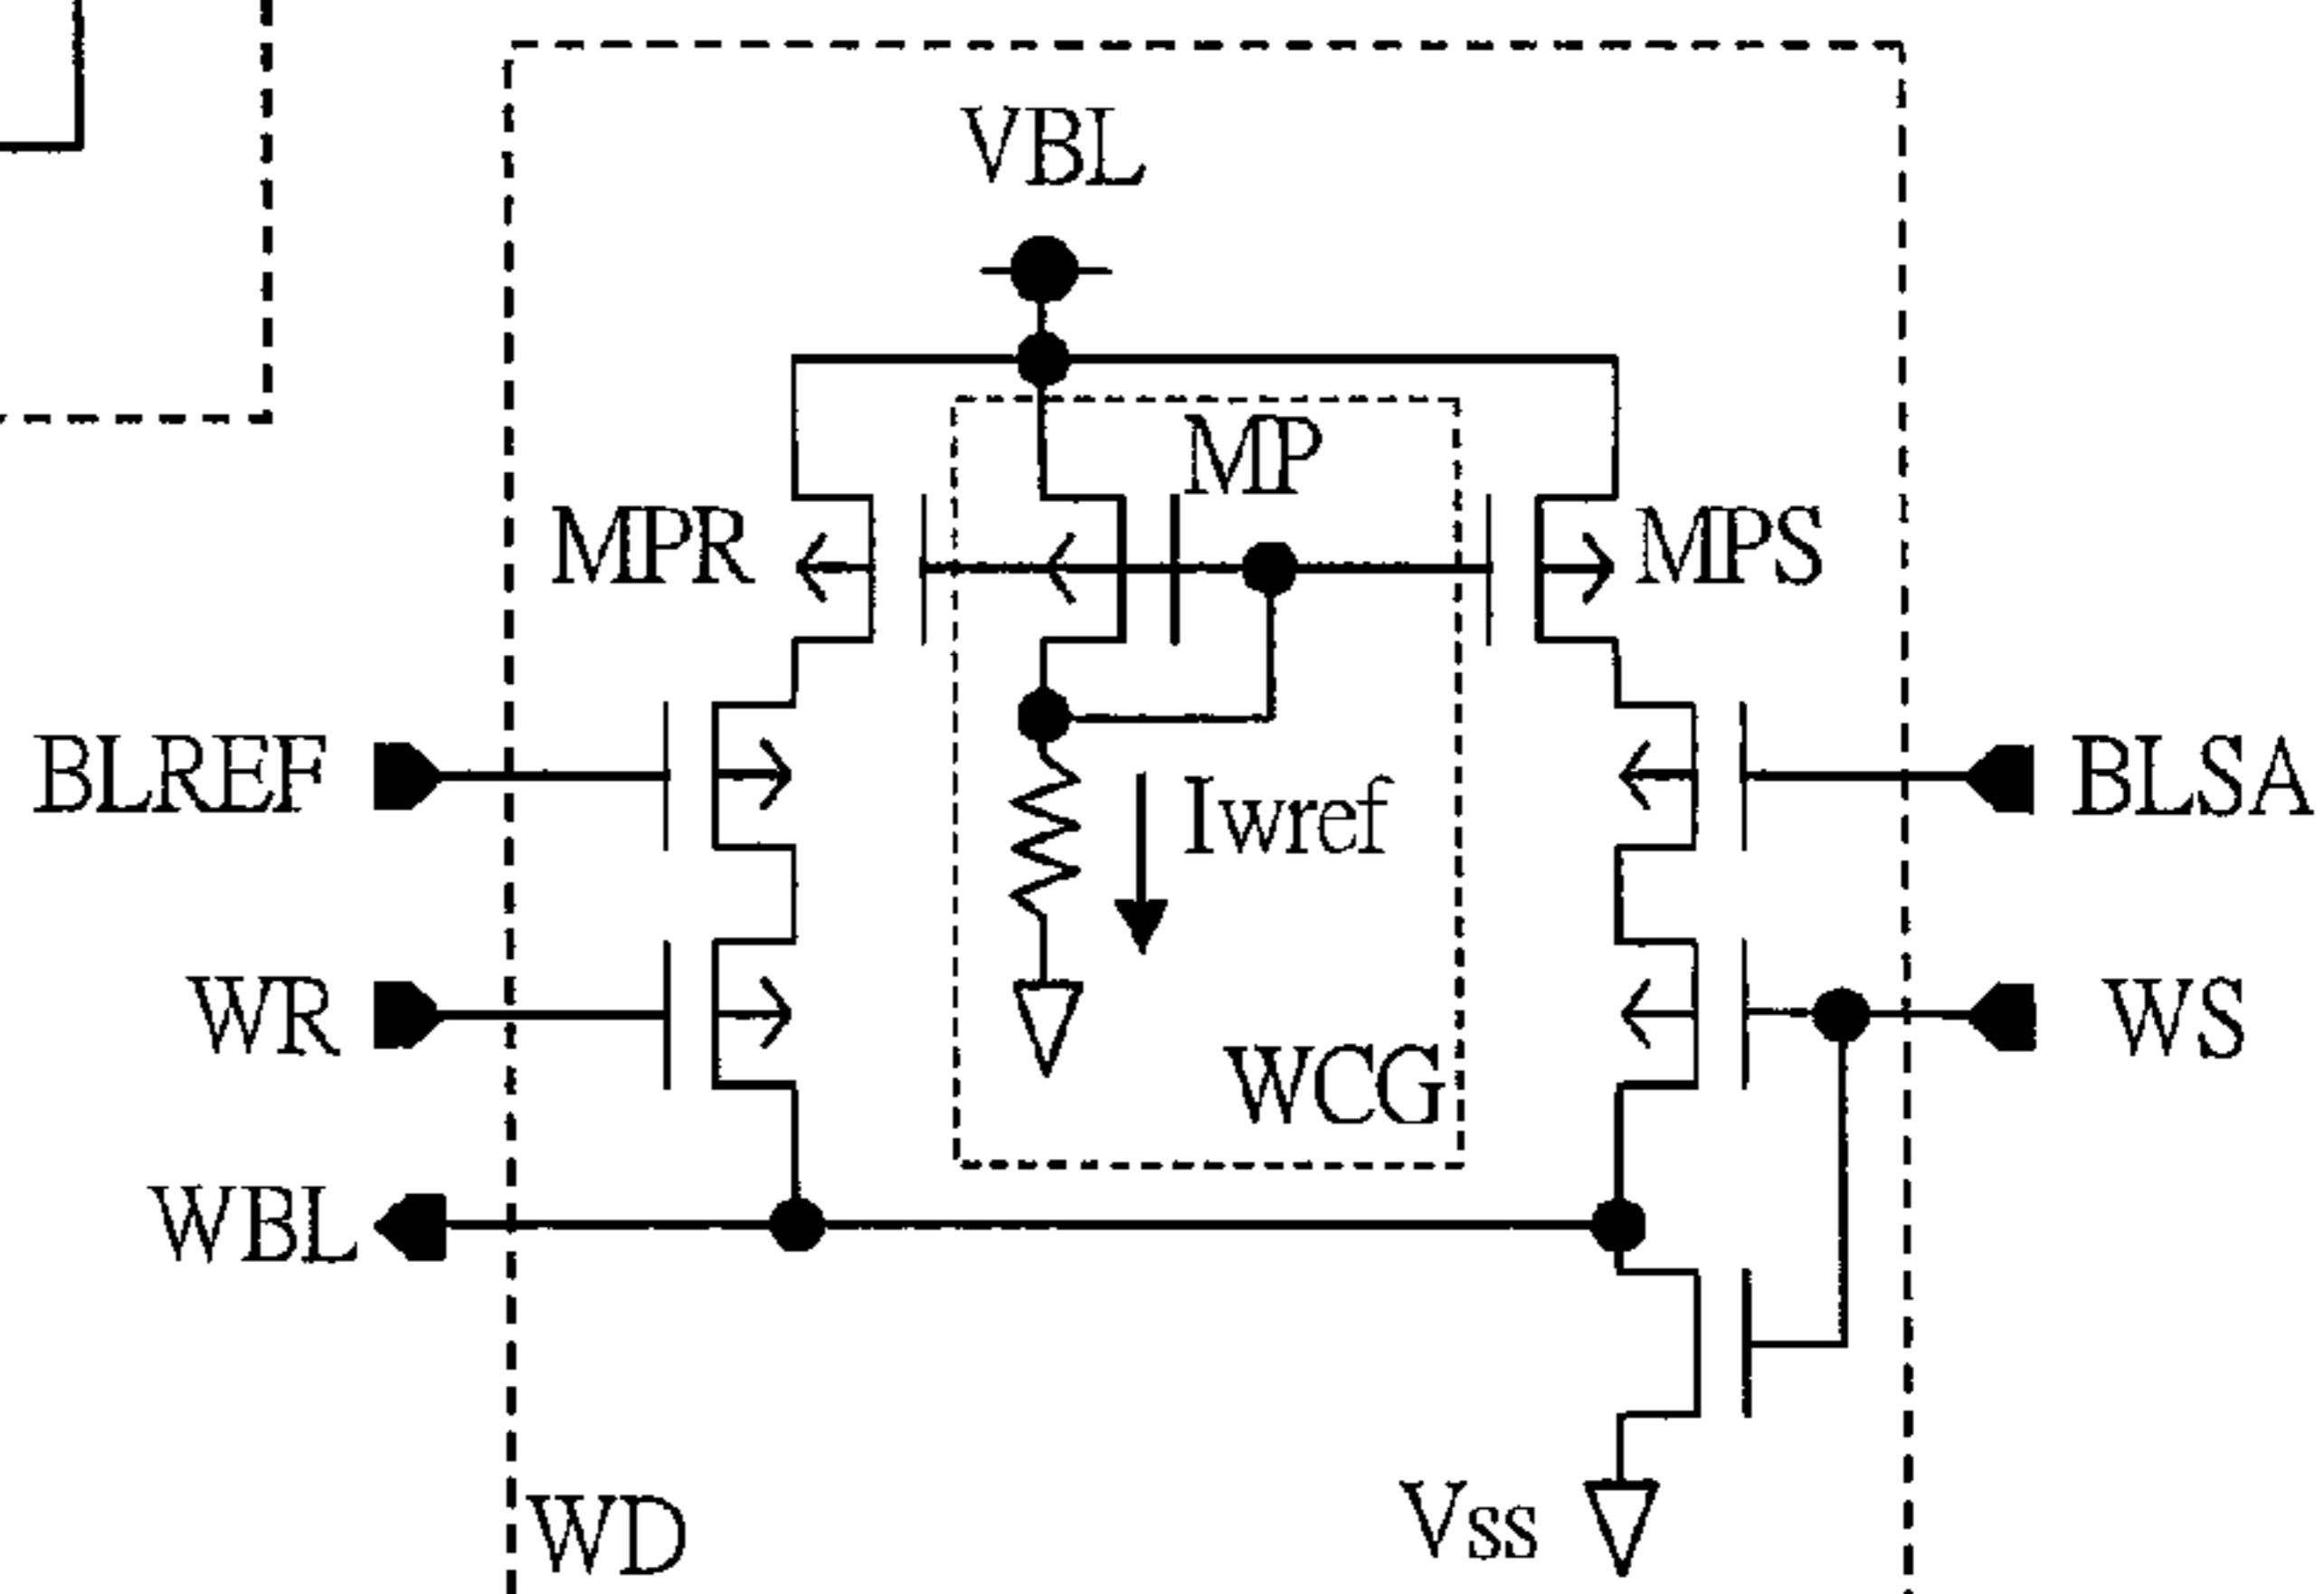 VBL
MP
MPR
MPS
BLREF
Iwref
BLSA
WR
WS
WCG
WBL
Vss
WD